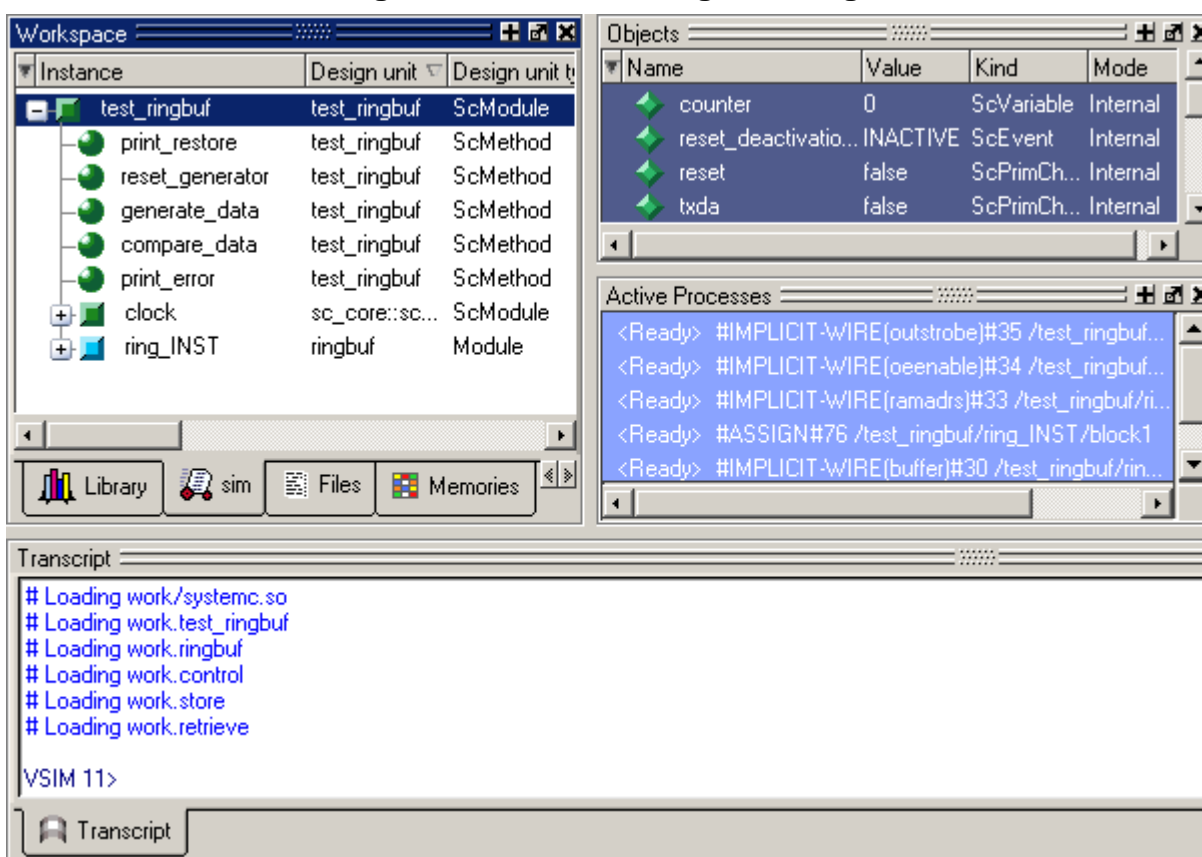 Workspace
Instance Design unit Design unit ty
test_ringbuf test_ringbuf ScModule
print_restore test_ringbuf ScMethod
reset_generator test_ringbuf ScMethod
generate_data test_ringbuf ScMethod
compare_data test_ringbuf ScMethod
print_error test_ringbuf ScMethod
clock sc_core::sc... ScModule
ring_INST ringbuf Module
Library sim Files Memories
Objects
Name Value Kind Mode
counter 0 ScVariable Internal
reset_deactivatio... INACTIVE ScEvent Internal
reset false ScPrimCh... Internal
txda false ScPrimCh... Internal
Active Processes
<Ready> #IMPLICIT-WIRE(outstrobe)#35 /test_ringbuf...
<Ready> #IMPLICIT-WIRE(oeenable)#34 /test_ringbuf...
<Ready> #IMPLICIT-WIRE(ramadrs)#33 /test_ringbuf/ri...
<Ready> #ASSIGN#76 /test_ringbuf/ring_INST/block1
<Ready> #IMPLICIT-WIRE(buffer)#30 /test_ringbuf/rin...
Transcript
# Loading work/systemc.so
# Loading work.test_ringbuf
# Loading work.ringbuf
# Loading work.control
# Loading work.store
# Loading work.retrieve
VSIM 11>
Transcript